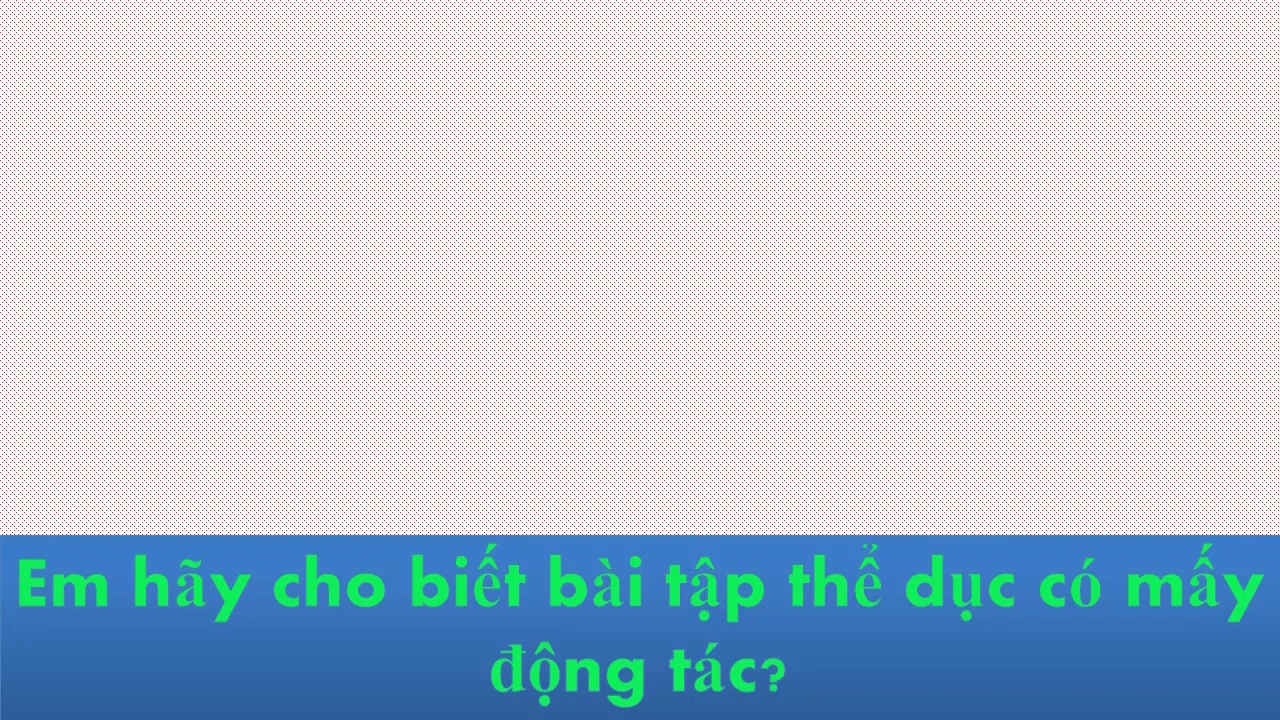 Em hãy cho biết bài tập thể dục có mấy
động tác?